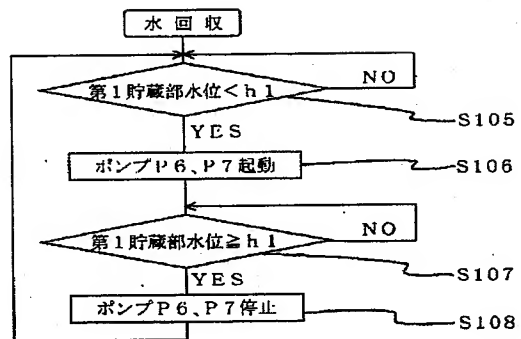 水回収
第1貯蔵部水位<h1
NO
S105
YES
ポンプP6、P7起動
S106
NO
第1貯蔵部水位≧h1
S107
YES
ポンプP6、P7停止
S108